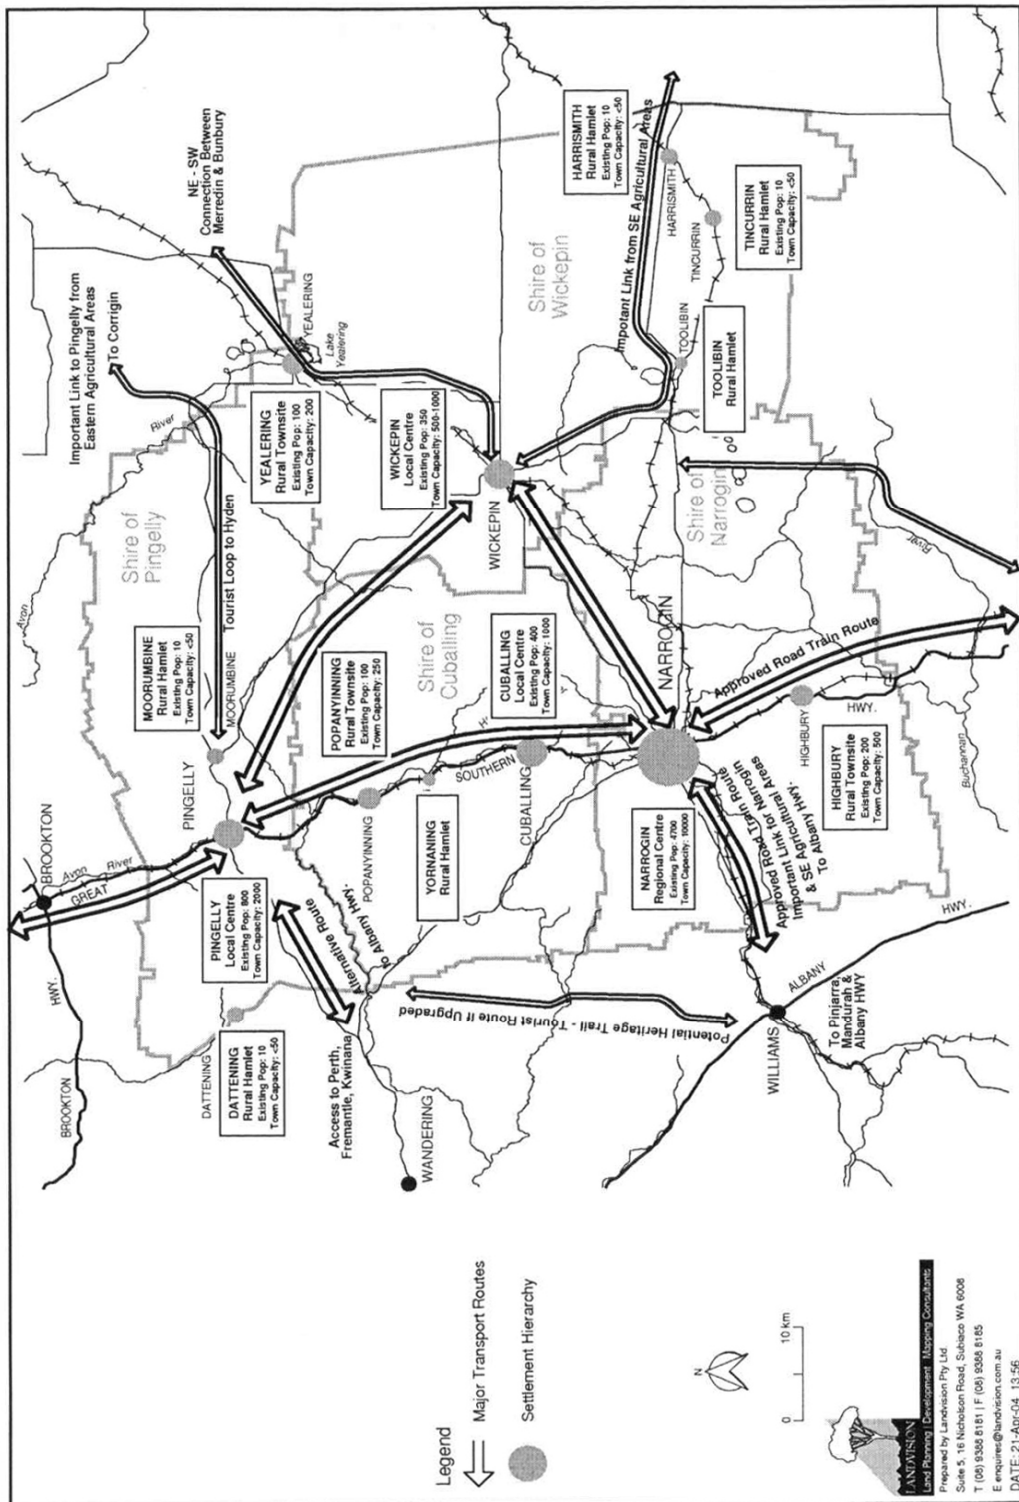 NE - SW
Connection Between
Merredin & Bunbury
Important Link to Pingelly from
Eastern Agricultural Areas
To Corrigin
River
Avon
Shire of
Pingelly
Tourist Loop to Hyden
MOORUMBINE
Rural Hamlet
Existing Pop: 10
Town Capacity: <50
MOORUMBINE
PINGELLY
BROOKTON
Avon
River
GREAT
HWY.
BROOKTON
PINGELLY
Local Centre
Existing Pop: 800
Town Capacity: 2000
DATTENING
DATTENING
Rural Hamlet
Existing Pop: 10
Town Capacity: <50
YEALERING
Lake
Yealering
YEALERING
Rural Townsite
Existing Pop: 100
Town Capacity: 200
WICKEPIN
Local Centre
Existing Pop: 350
Town Capacity: 500-1000
WICKEPIN
Shire of
Wickepin
HARRISMITH
Rural Hamlet
Existing Pop: 10
Town Capacity: <50
Impotant Link from SE Agricultural Areas
HARRISMITH
TINCURRIN
TINCURRIN
Rural Hamlet
Existing Pop: 10
Town Capacity: <50
TOOLIBIN
TOOLIBIN
Rural Hamlet
Shire of
Narrogin
River
Shire of
Cuballing
POPANYINNING
Rural Townsite
Existing Pop: 100
Town Capacity: 250
POPANYINNING
YORNANING
Rural Hamlet
SOUTHERN
CUBALLING
Local Centre
Existing Pop: 400
Town Capacity: 1000
CUBALLING
NARROGIN
NARROGIN
Regional Centre
Existing Pop: 4700
Town Capacity: 10000
Approved Road Train Route
HIGHBURY
HWY.
HIGHBURY
Rural Townsite
Existing Pop: 200
Town Capacity: 500
Buchannan
Approved Road Train Route
Important Link for Narrogin
& SE Agricultural Areas
To Albany Hwy.
HWY.
ALBANY
WILLIAMS
To Pinjarra,
Mandurah &
Albany HWY
Potential Heritage Trail - Tourist Route If Upgraded
Alternative Route
to Albany Hwy.
Access to Perth,
Fremantle, Kwinana
WANDERING
Legend
Major Transport Routes
Settlement Hierarchy
N
0
10 km
LANDVISION
Land Planning | Development | Mapping Consultants
Prepared by Landvision Pty Ltd.
Suite 5, 16 Nicholson Road, Subiaco WA 6008
T (08) 9388 8181 | F (08) 9388 8185
E enquires@landvision.com.au
DATE: 21-Apr-04 13:56